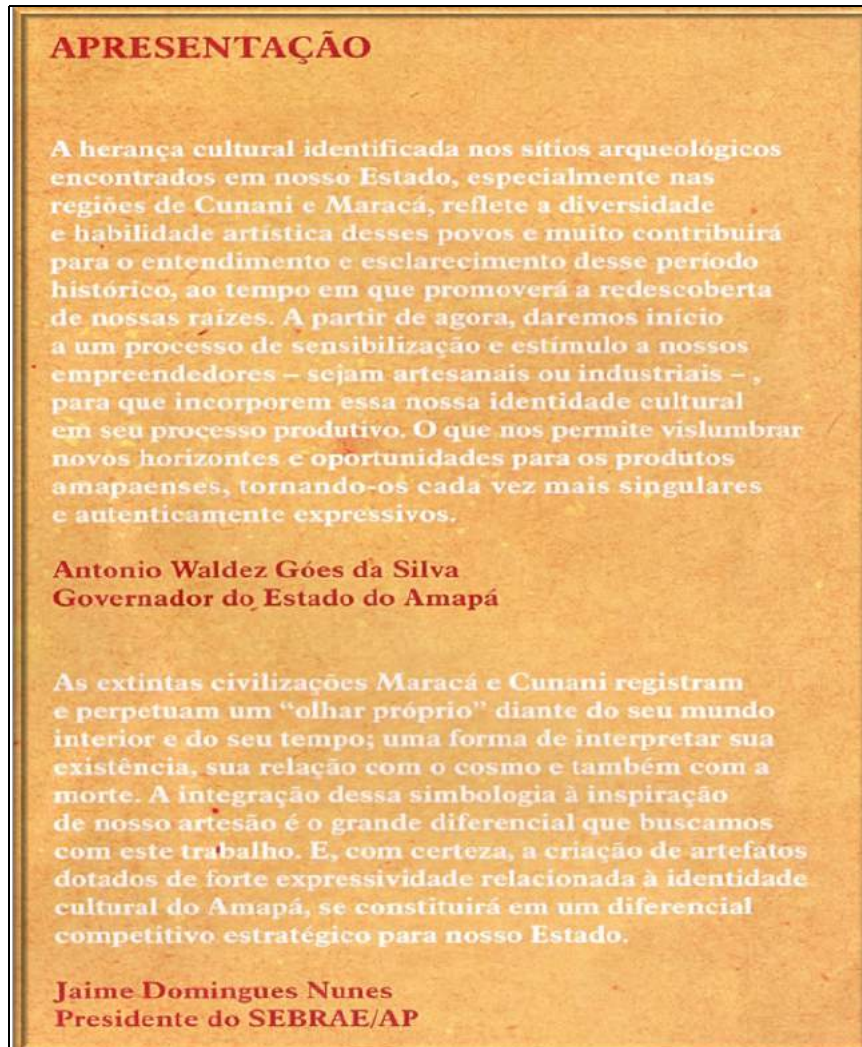 APRESENTAÇÃO
A herança cultural identificada nos sítios arqueológicos
encontrados em nosso Estado, especialmente nas
regiões de Cunani e Maracá, reflete a diversidade
e habilidade artística desses povos e muito contribuirá
para o entendimento e esclarecimento desse período
histórico, ao tempo em que promoverá a redescoberta
de nossas raízes. A partir de agora, daremos início
a um processo de sensibilização e estímulo a nossos
empreendedores – sejam artesanais ou industriais – ,
para que incorporem essa nossa identidade cultural
em seu processo produtivo. O que nos permite vislumbrar
novos horizontes e oportunidades para os produtos
amapaenses, tornando-os cada vez mais singulares
e autenticamente expressivos.
Antonio Waldez Góes da Silva
Governador do Estado do Amapá
As extintas civilizações Maracá e Cunani registram
e perpetuam um “olhar próprio” diante do seu mundo
interior e do seu tempo; uma forma de interpretar sua
existência, sua relação com o cosmo e também com a
morte. A integração dessa simbologia à inspiração
de nosso artesão é o grande diferencial que buscamos
com este trabalho. E, com certeza, a criação de artefatos
dotados de forte expressividade relacionada à identidade
cultural do Amapá, se constituirá em um diferencial
competitivo estratégico para nosso Estado.
Jaime Domingues Nunes
Presidente do SEBRAE/AP